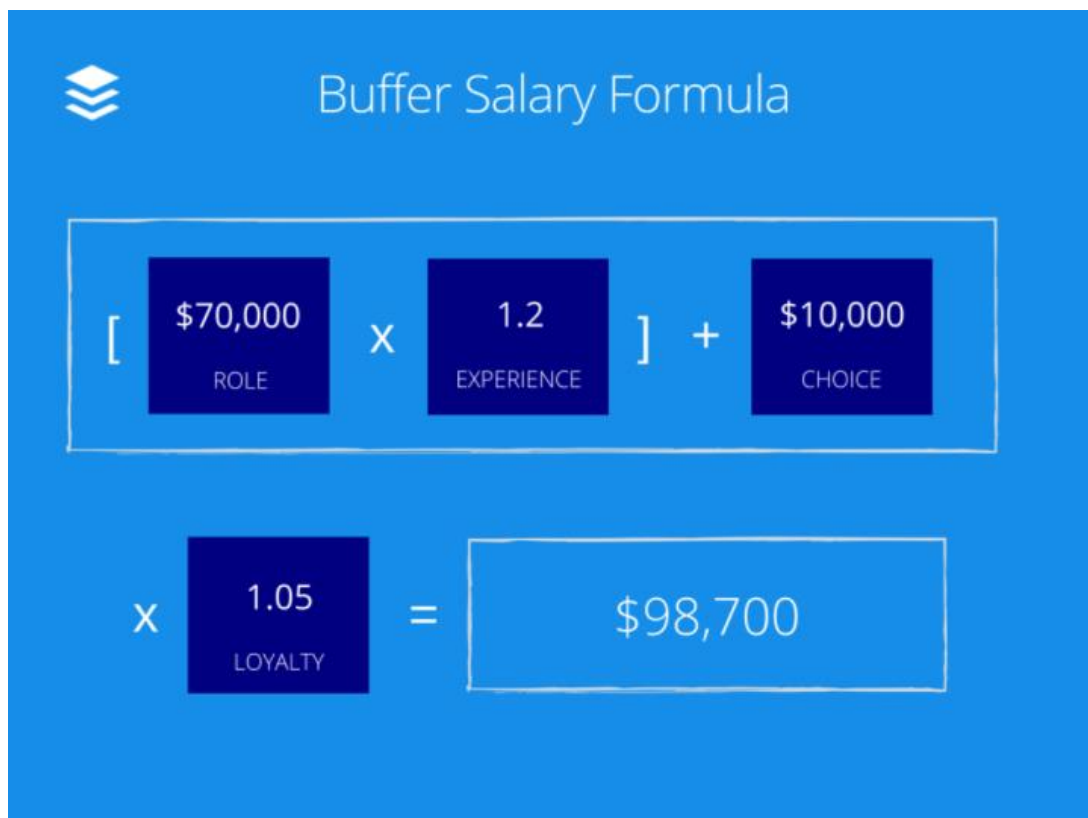 Buffer Salary Formula
[ $70,000 x 1.2 ] + $10,000
ROLE EXPERIENCE CHOICE
x 1.05 = $98,700
LOYALTY